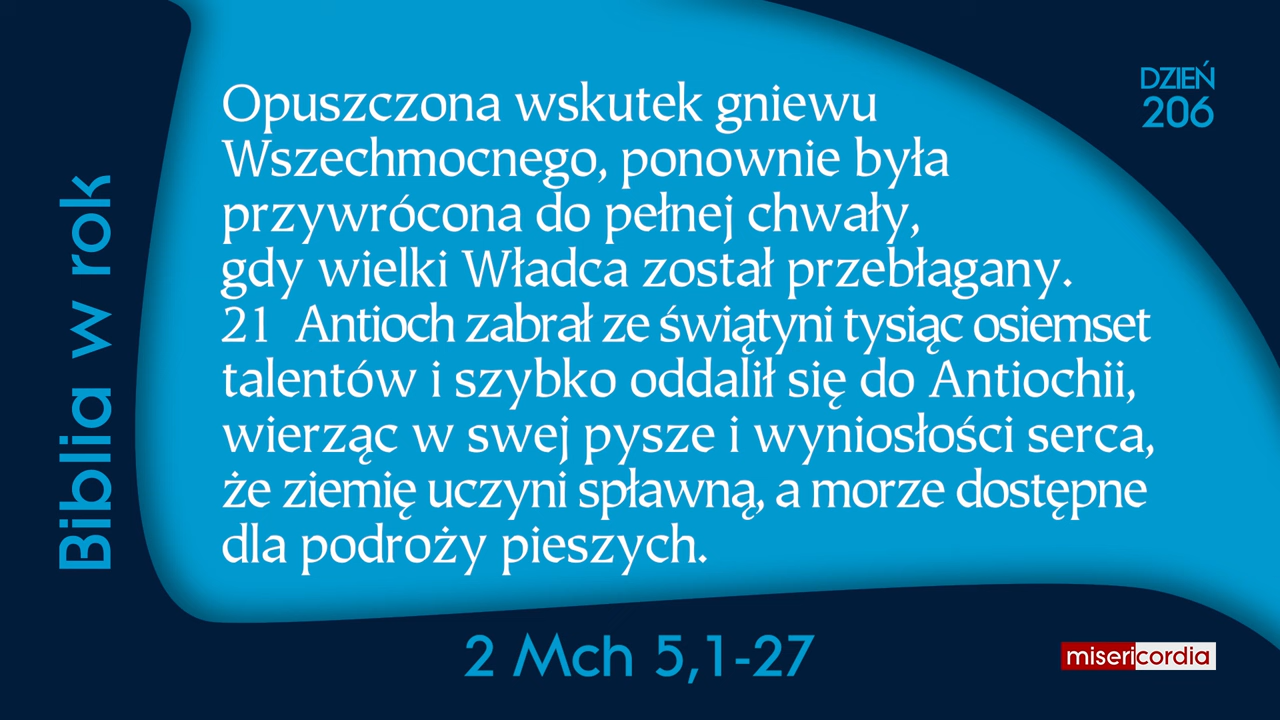 DZIEŃ
206
Biblia w rok
Opuszczona wskutek gniewu
Wszechmocnego, ponownie była
przywrócona do pełnej chwały,
gdy wielki Władca został przebłagany.
21 Antioch zabrał ze świątyni tysiąc osiemset
talentów i szybko oddalił się do Antiochii,
wierząc w swej pysze i wyniosłości serca,
że ziemię uczyni spławną, a morze dostępne
dla podroży pieszych.
2 Mch 5,1-27
misericordia